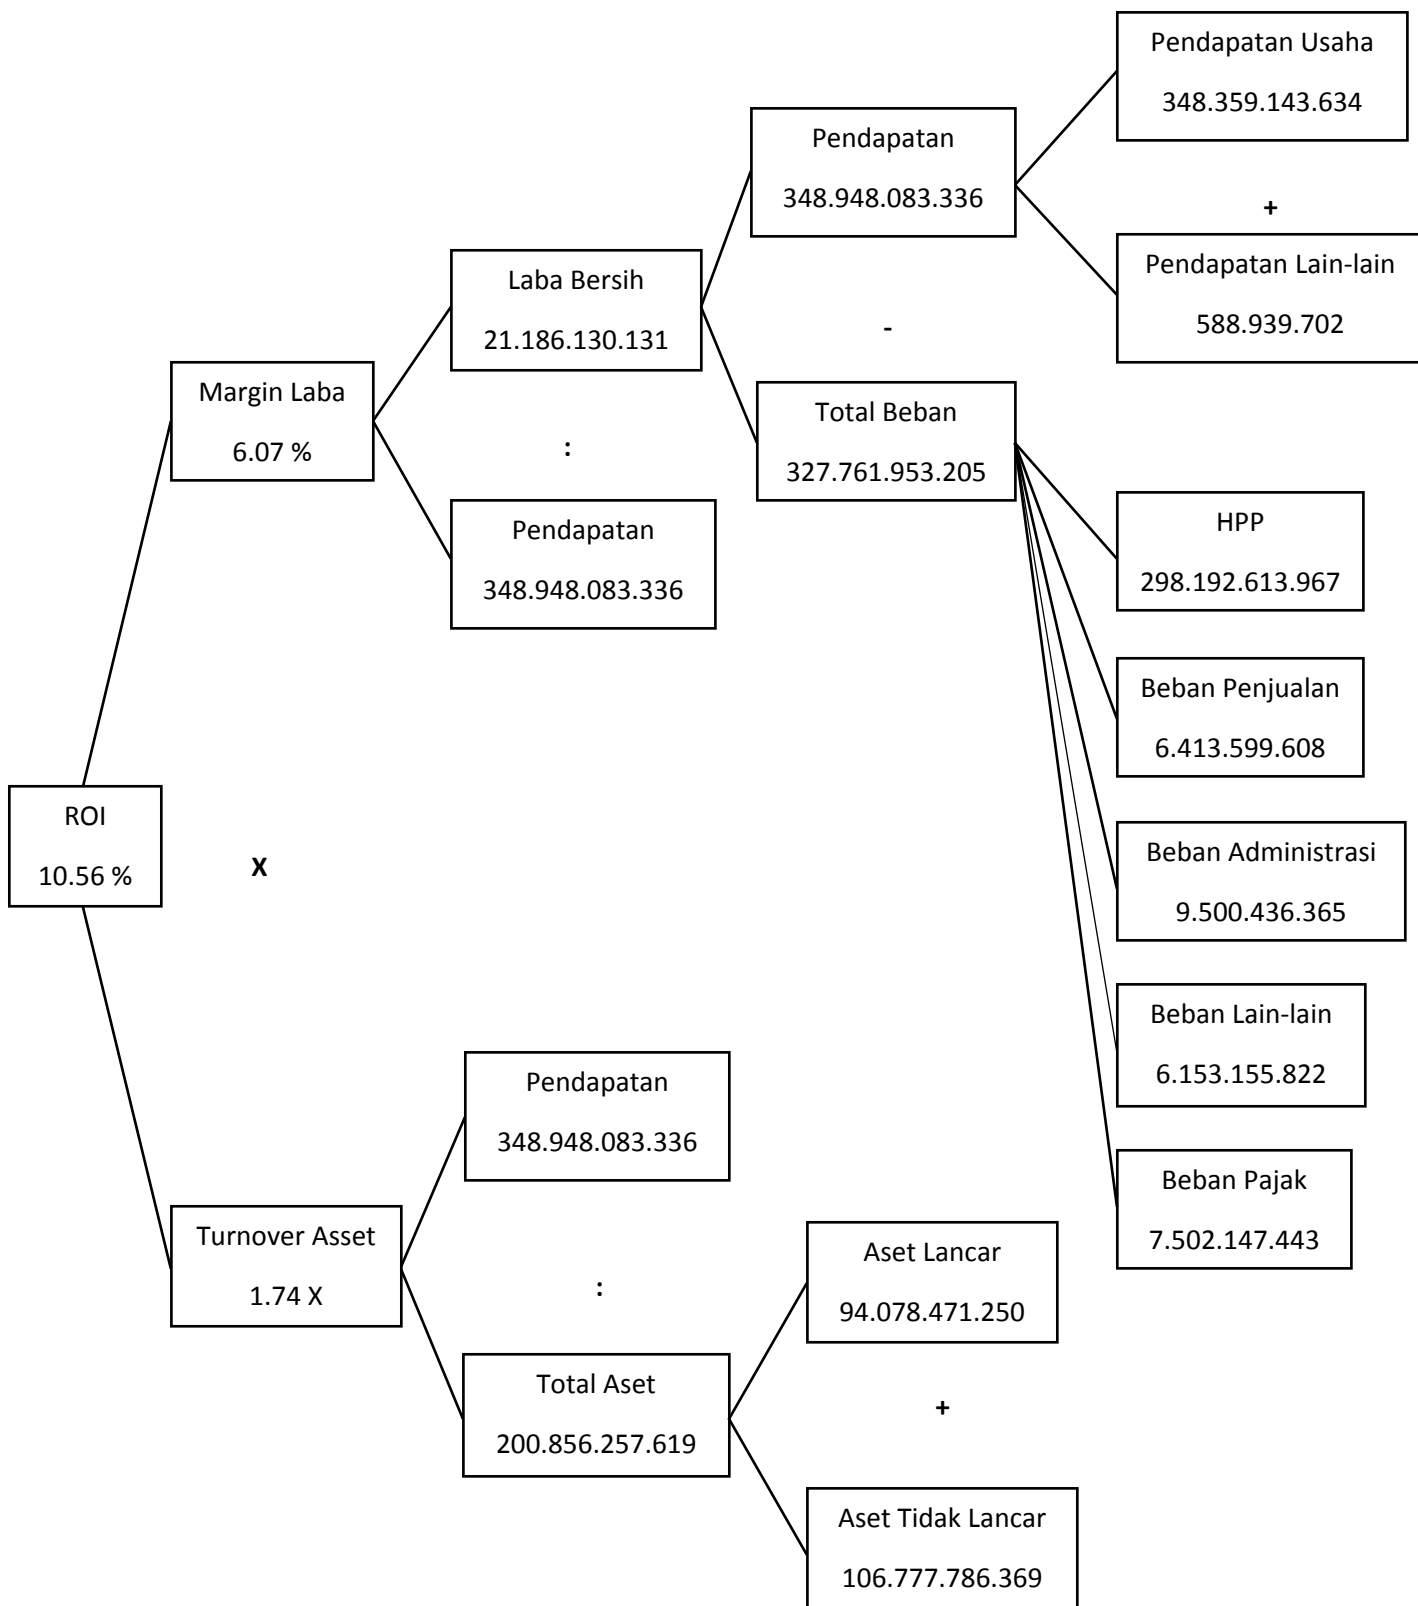 Pendapatan Usaha
348.359.143.634
+
Pendapatan Lain-lain
588.939.702
Pendapatan
348.948.083.336
-
Total Beban
327.761.953.205
Laba Bersih
21.186.130.131
:
Pendapatan
348.948.083.336
Margin Laba
6.07 %
HPP
298.192.613.967
Beban Penjualan
6.413.599.608
Beban Administrasi
9.500.436.365
Beban Lain-lain
6.153.155.822
Beban Pajak
7.502.147.443
ROI
10.56 %
X
Pendapatan
348.948.083.336
Turnover Asset
1.74 X
:
Total Aset
200.856.257.619
Aset Lancar
94.078.471.250
+
Aset Tidak Lancar
106.777.786.369